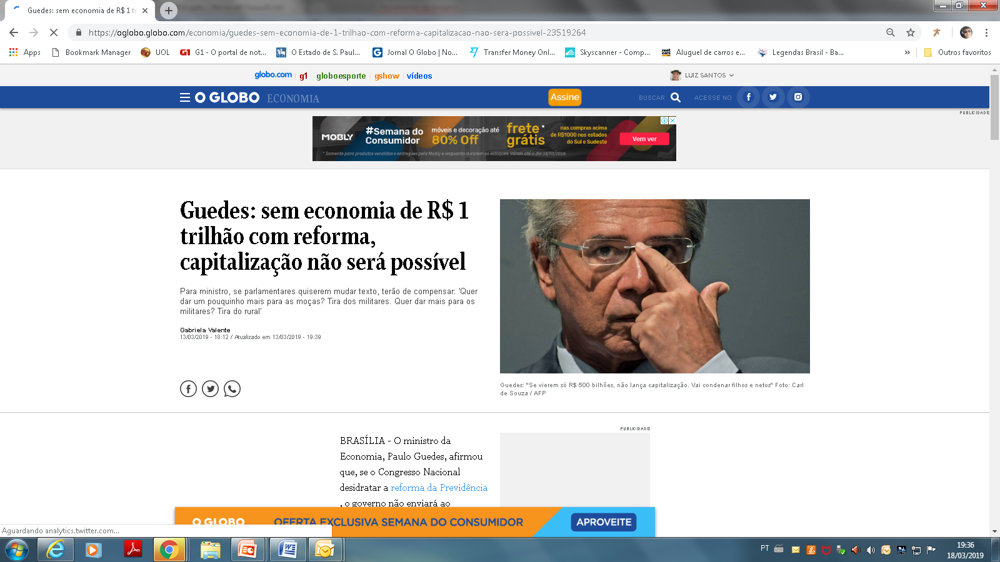 Guedes: sem economia de R$ 1 tr
https://oglobo.globo.com/economia/guedes-sem-economia-de-1-trilhao-com-reforma-capitalizacao-nao-sera-possivel-23519264
Apps Bookmark Manager UOL G1 - O portal de not... O Estado de S. Paul... Jornal O Globo | No... Transfer Money Onl... Skyscanner - Comp... Aluguel de carros e... Legendas Brasil - Ba... » Outros favoritos
globo.com g1 globoesporte gshow vídeos LUIZ SANTOS
O GLOBO ECONOMIA Assine BUSCAR ACESSE NO
PUBLICIDADE
MOBLY #Semana do Consumidor móveis e decoração até 80% Off frete grátis* nas compras acima de R$1000 nos estados do Sul e Sudeste Vem ver
* Somente para produtos vendidos e entregues pela Mobly e enquanto durarem os estoques. Válido até o dia 18/03/2019.
Guedes: sem economia de R$ 1
trilhão com reforma,
capitalização não será possível
Para ministro, se parlamentares quiserem mudar texto, terão de compensar: 'Quer
dar um pouquinho mais para as moças? Tira dos militares. Quer dar mais para os
militares? Tira do rural'
Gabriela Valente
13/03/2019 - 18:12 / Atualizado em 13/03/2019 - 19:39
Guedes: "Se vierem só R$ 500 bilhões, não lança capitalização. Vai condenar filhos e netos" Foto: Carl
de Souza / AFP
PUBLICIDADE
BRASÍLIA - O ministro da
Economia, Paulo Guedes, afirmou
que, se o Congresso Nacional
desidratar a reforma da Previdência
, o governo não enviará ao
O GLOBO OFERTA EXCLUSIVA SEMANA DO CONSUMIDOR APROVEITE
Aguardando analytics.twitter.com...
PT 19:36
18/03/2019